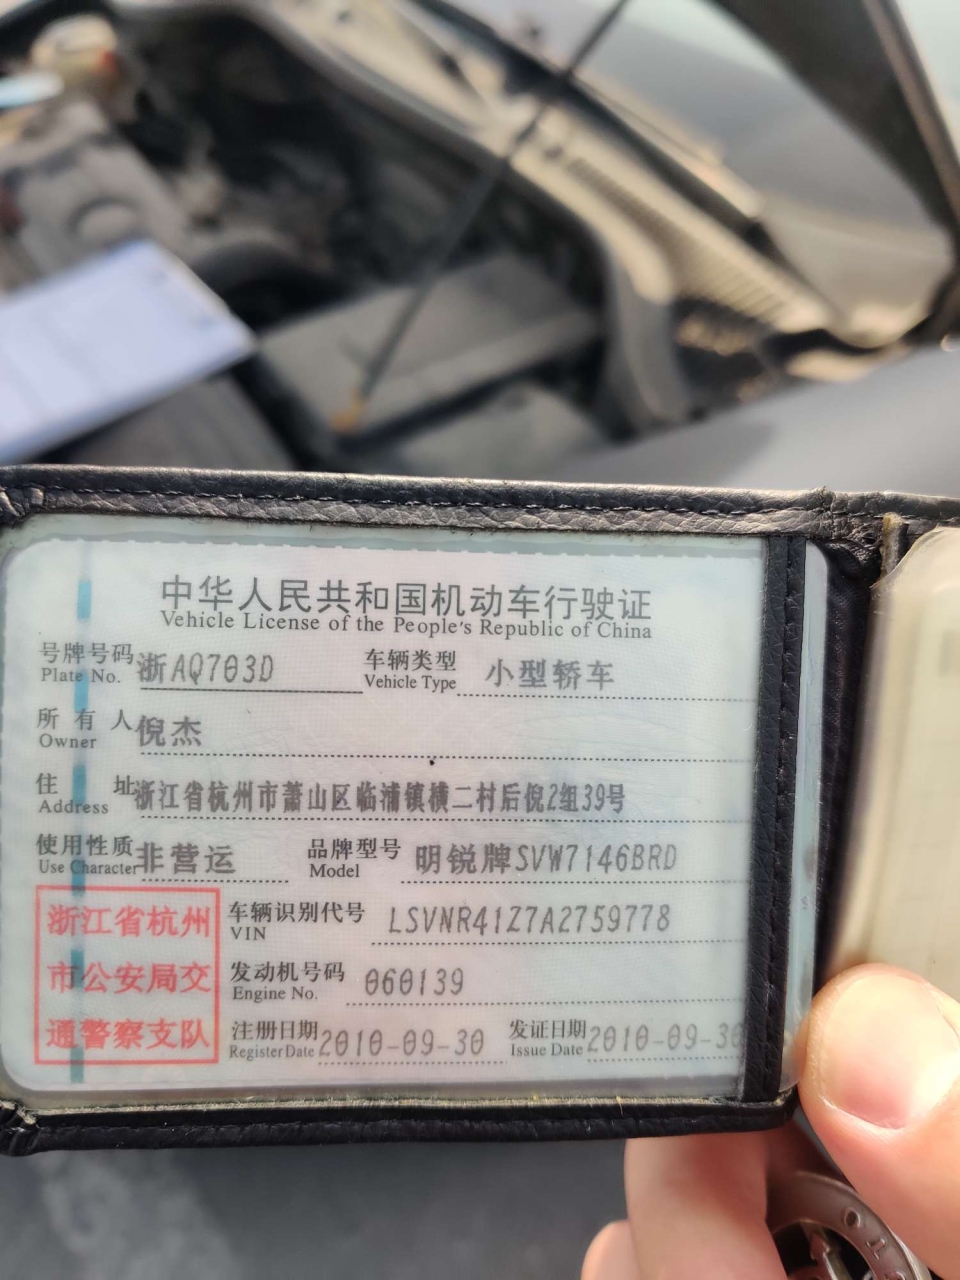 中华人民共和国机动车行驶证
Vehicle License of the People's Republic of China
号牌号码 浙AQ703D 车辆类型 小型轿车
Plate No. Vehicle Type
所有人 倪杰
Owner
住址 浙江省杭州市萧山区临浦镇横二村后倪2组39号
Address
使用性质 非营运 品牌型号 明锐牌SVW7146BRD
Use Character Model
浙江省杭州 车辆识别代号 LSVNR41Z7A2759778
VIN
市公安局交 发动机号码 060139
Engine No.
通警察支队 注册日期 2010-09-30 发证日期 2010-09-30
Register Date Issue Date